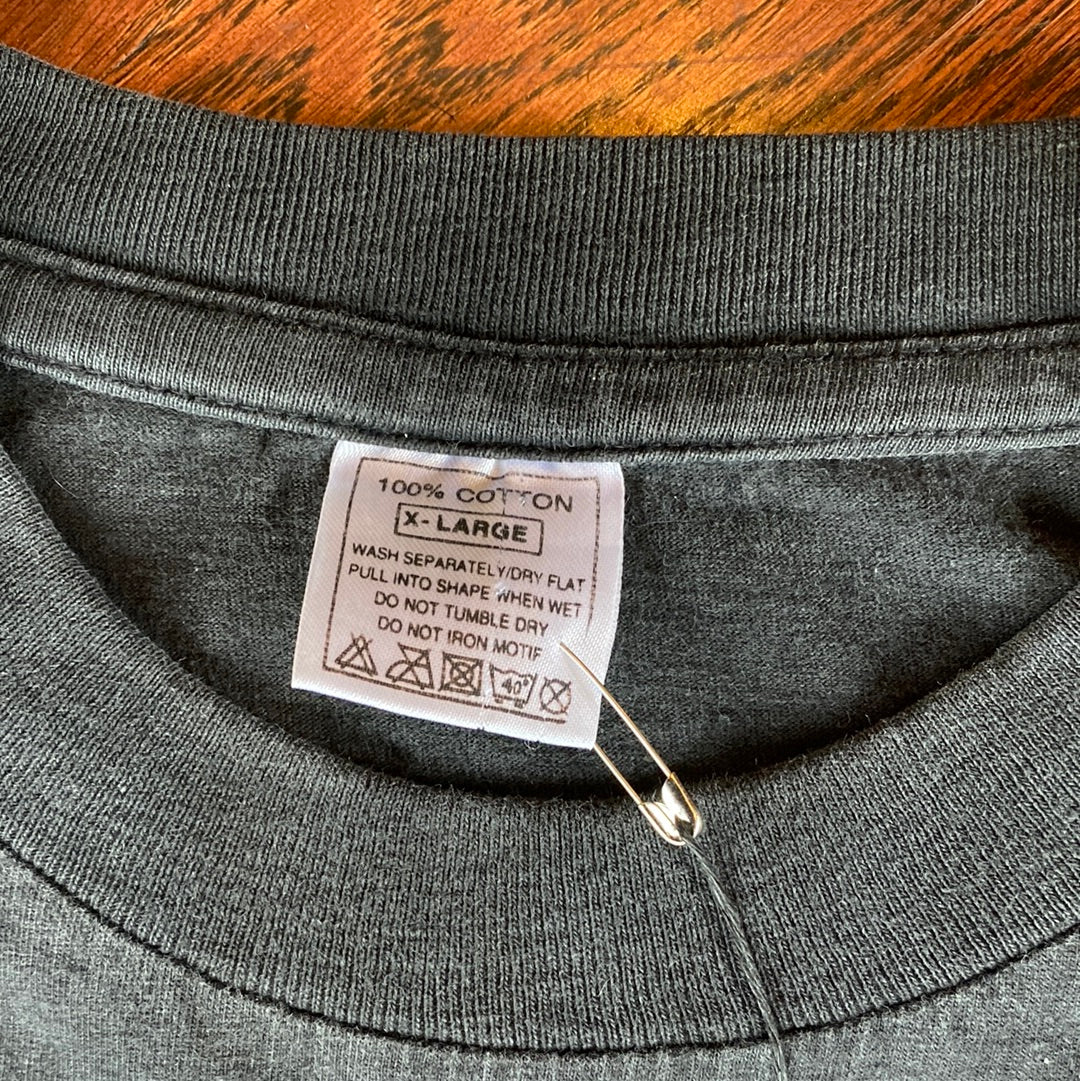 100% COTTON
X-LARGE
WASH SEPARATELY/DRY FLAT
PULL INTO SHAPE WHEN WET
DO NOT TUMBLE DRY
DO NOT IRON MOTIF
40°